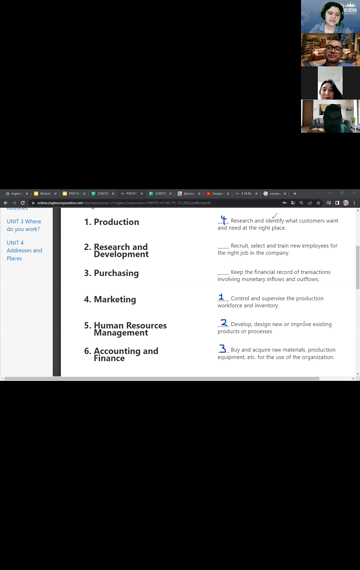 UNIT 3 Where
do you work?
UNIT 4
Addresses and
Places
1. Production
2. Research and
Development
3. Purchasing
4. Marketing
5. Human Resources
Management
6. Accounting and
Finance
4 Research and identify what customers want
and need at the right place.
____ Recruit, select and train new employees for
the right job in the company.
____ Keep the financial record of transactions
involving monetary inflows and outflows.
1 Control and supervise the production
workforce and inventory.
2 Develop, design new or improve existing
products or processes
3 Buy and acquire raw materials, production
equipment, etc. for the use of the organization.